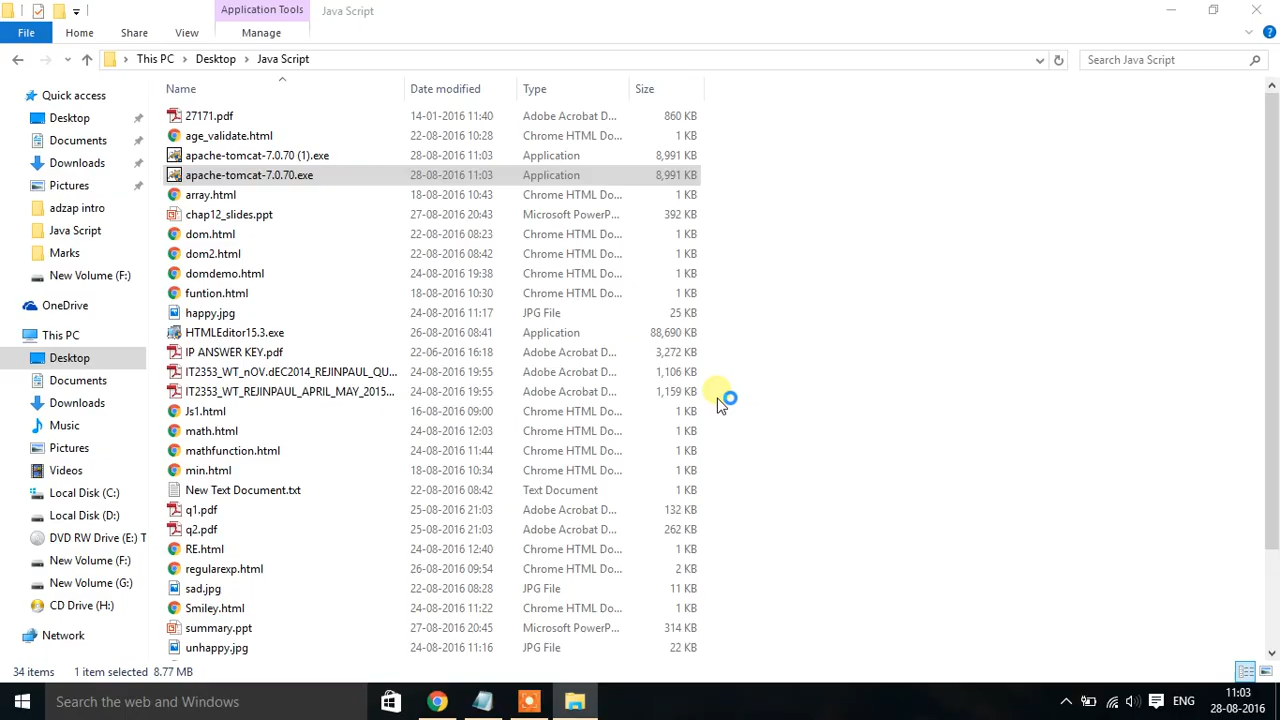 Application Tools Java Script
File Home Share View Manage
This PC Desktop Java Script Search Java Script
Name Date modified Type Size
Quick access
Desktop
Documents
Downloads
Pictures
adzap intro
Java Script
Marks
New Volume (F:)
OneDrive
This PC
Desktop
Documents
Downloads
Music
Pictures
Videos
Local Disk (C:)
Local Disk (D:)
DVD RW Drive (E:) T
New Volume (F:)
New Volume (G:)
CD Drive (H:)
Network
27171.pdf 14-01-2016 11:40 Adobe Acrobat D... 860 KB
age_validate.html 22-08-2016 10:28 Chrome HTML Do... 1 KB
apache-tomcat-7.0.70 (1).exe 28-08-2016 11:03 Application 8,991 KB
apache-tomcat-7.0.70.exe 28-08-2016 11:03 Application 8,991 KB
array.html 18-08-2016 10:43 Chrome HTML Do... 1 KB
chap12_slides.ppt 27-08-2016 20:43 Microsoft PowerP... 392 KB
dom.html 22-08-2016 08:23 Chrome HTML Do... 1 KB
dom2.html 22-08-2016 08:42 Chrome HTML Do... 1 KB
domdemo.html 24-08-2016 19:38 Chrome HTML Do... 1 KB
funtion.html 18-08-2016 10:30 Chrome HTML Do... 1 KB
happy.jpg 24-08-2016 11:17 JPG File 25 KB
HTMLEditor15.3.exe 26-08-2016 08:41 Application 88,690 KB
IP ANSWER KEY.pdf 22-06-2016 16:18 Adobe Acrobat D... 3,272 KB
IT2353_WT_nOV.dEC2014_REJINPAUL_QU... 24-08-2016 19:55 Adobe Acrobat D... 1,106 KB
IT2353_WT_REJINPAUL_APRIL_MAY_2015... 24-08-2016 19:55 Adobe Acrobat D... 1,159 KB
Js1.html 16-08-2016 09:00 Chrome HTML Do... 1 KB
math.html 24-08-2016 12:03 Chrome HTML Do... 1 KB
mathfunction.html 24-08-2016 11:44 Chrome HTML Do... 1 KB
min.html 18-08-2016 10:34 Chrome HTML Do... 1 KB
New Text Document.txt 22-08-2016 08:42 Text Document 1 KB
q1.pdf 25-08-2016 21:03 Adobe Acrobat D... 132 KB
q2.pdf 25-08-2016 21:03 Adobe Acrobat D... 262 KB
RE.html 24-08-2016 12:40 Chrome HTML Do... 1 KB
regularexp.html 26-08-2016 09:54 Chrome HTML Do... 2 KB
sad.jpg 22-08-2016 08:28 JPG File 11 KB
Smiley.html 24-08-2016 11:22 Chrome HTML Do... 1 KB
summary.ppt 27-08-2016 20:45 Microsoft PowerP... 314 KB
unhappy.jpg 24-08-2016 11:16 JPG File 22 KB
34 items 1 item selected 8.77 MB
Search the web and Windows ENG 11:03
28-08-2016